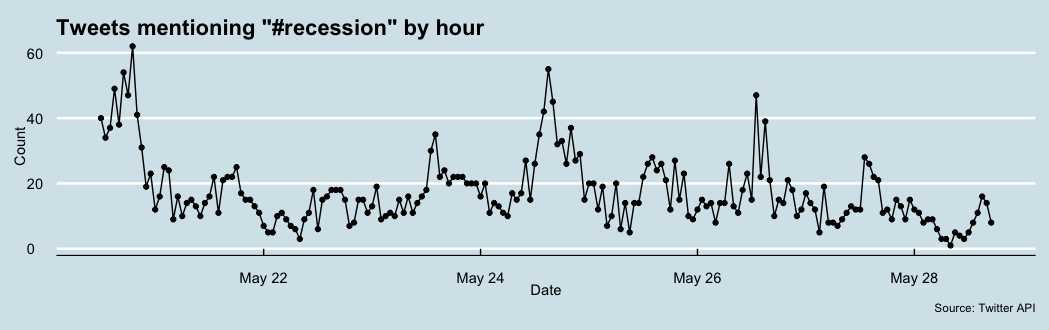 Tweets mentioning "#recession" by hour
60
40
20
0
Count
May 22
May 24
May 26
May 28
Date
Source: Twitter API